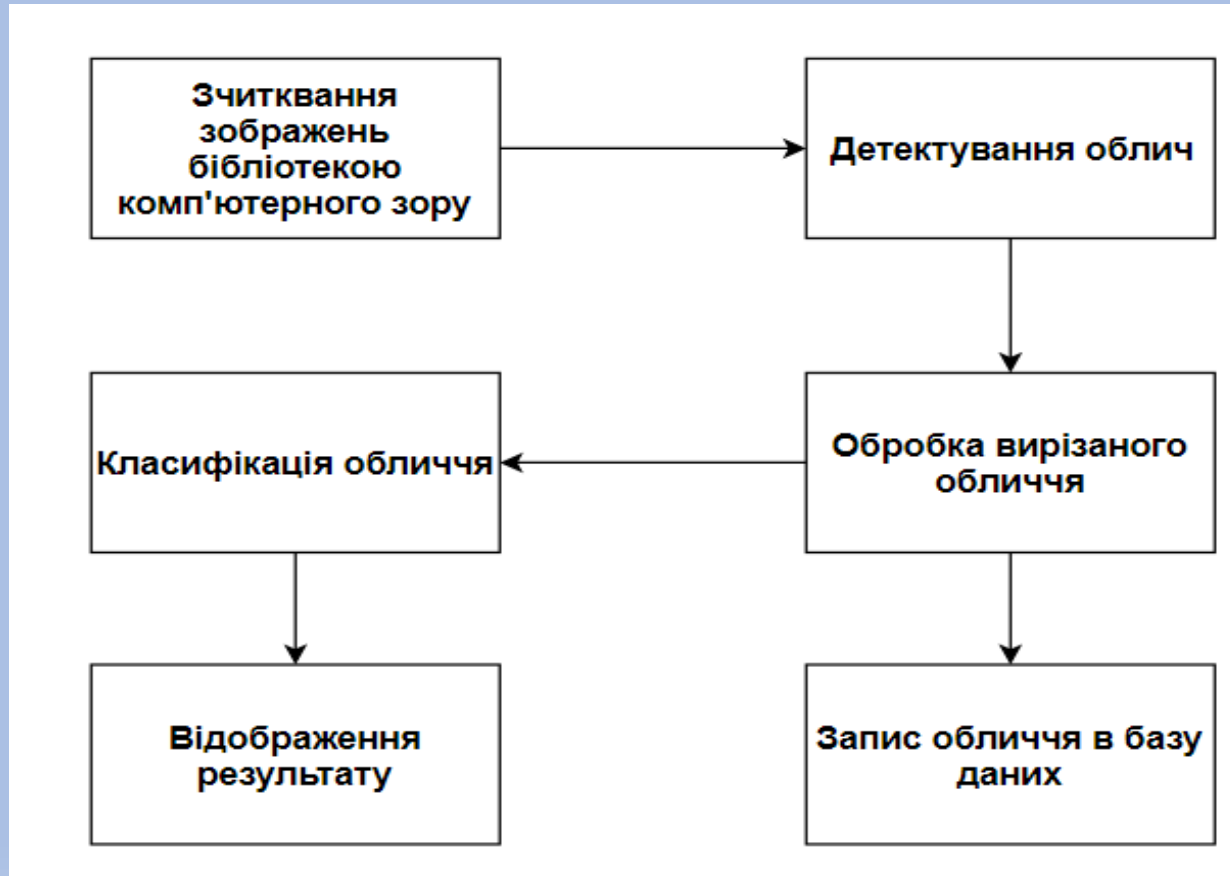 Зчитквання
зображень
бібліотекою
комп'ютерного зору
Детектування облич
Класифікація обличчя
Обробка вирізаного
обличчя
Відображення
результату
Запис обличчя в базу
даних